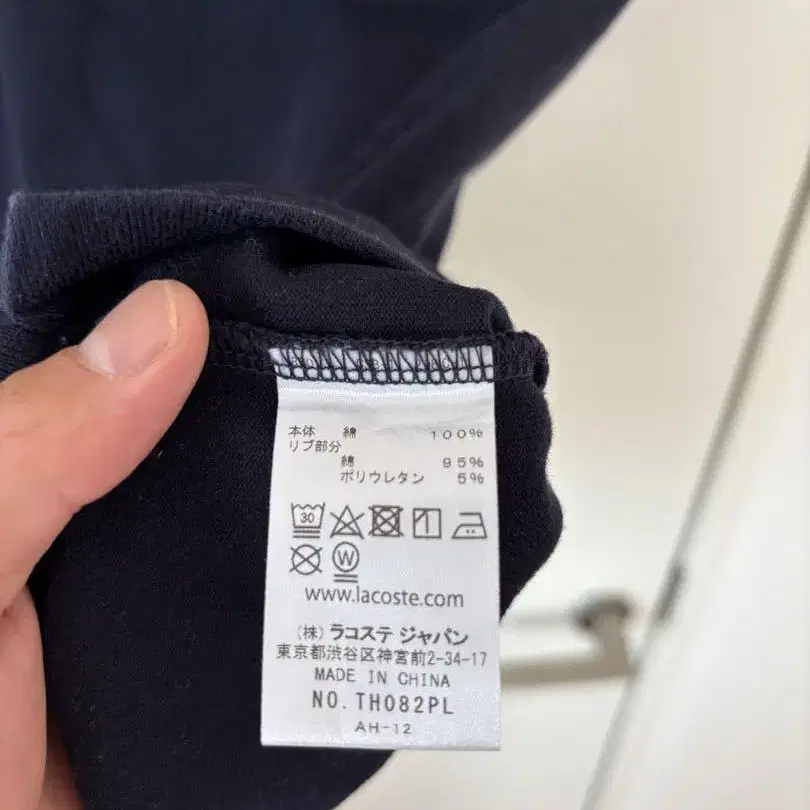 本体 綿 100%
リブ部分
綿 95%
ポリウレタン 5%
30
W
www.lacoste.com
(株) ラコステ ジャパン
東京都渋谷区神宮前2-34-17
MADE IN CHINA
NO. TH082PL
AH-12